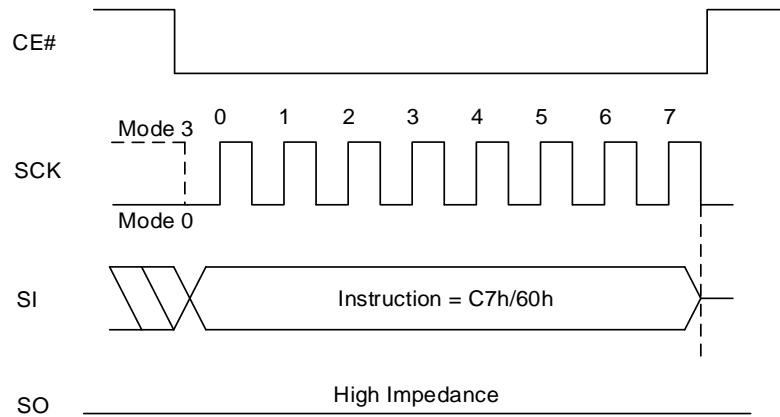 CE#
0 1 2 3 4 5 6 7
Mode 3
SCK
Mode 0
SI
Instruction = C7h/60h
High Impedance
SO